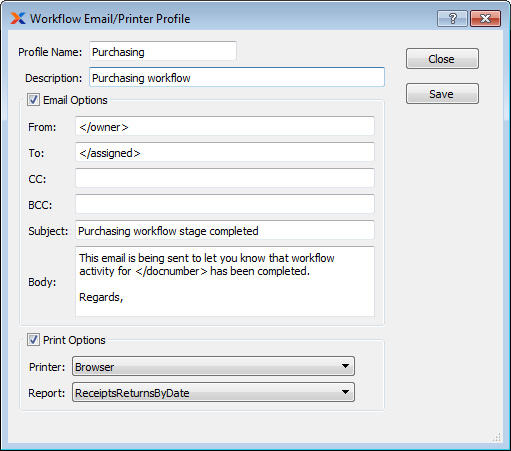 Workflow Email/Printer Profile
?
Profile Name: Purchasing
Close
Description: Purchasing workflow
Save
Email Options
From: </owner>
To: </assigned>
CC:
BCC:
Subject: Purchasing workflow stage completed
Body: This email is being sent to let you know that workflow
activity for </docnumber> has been completed.
Regards,
Print Options
Printer: Browser
Report: ReceiptsReturnsByDate